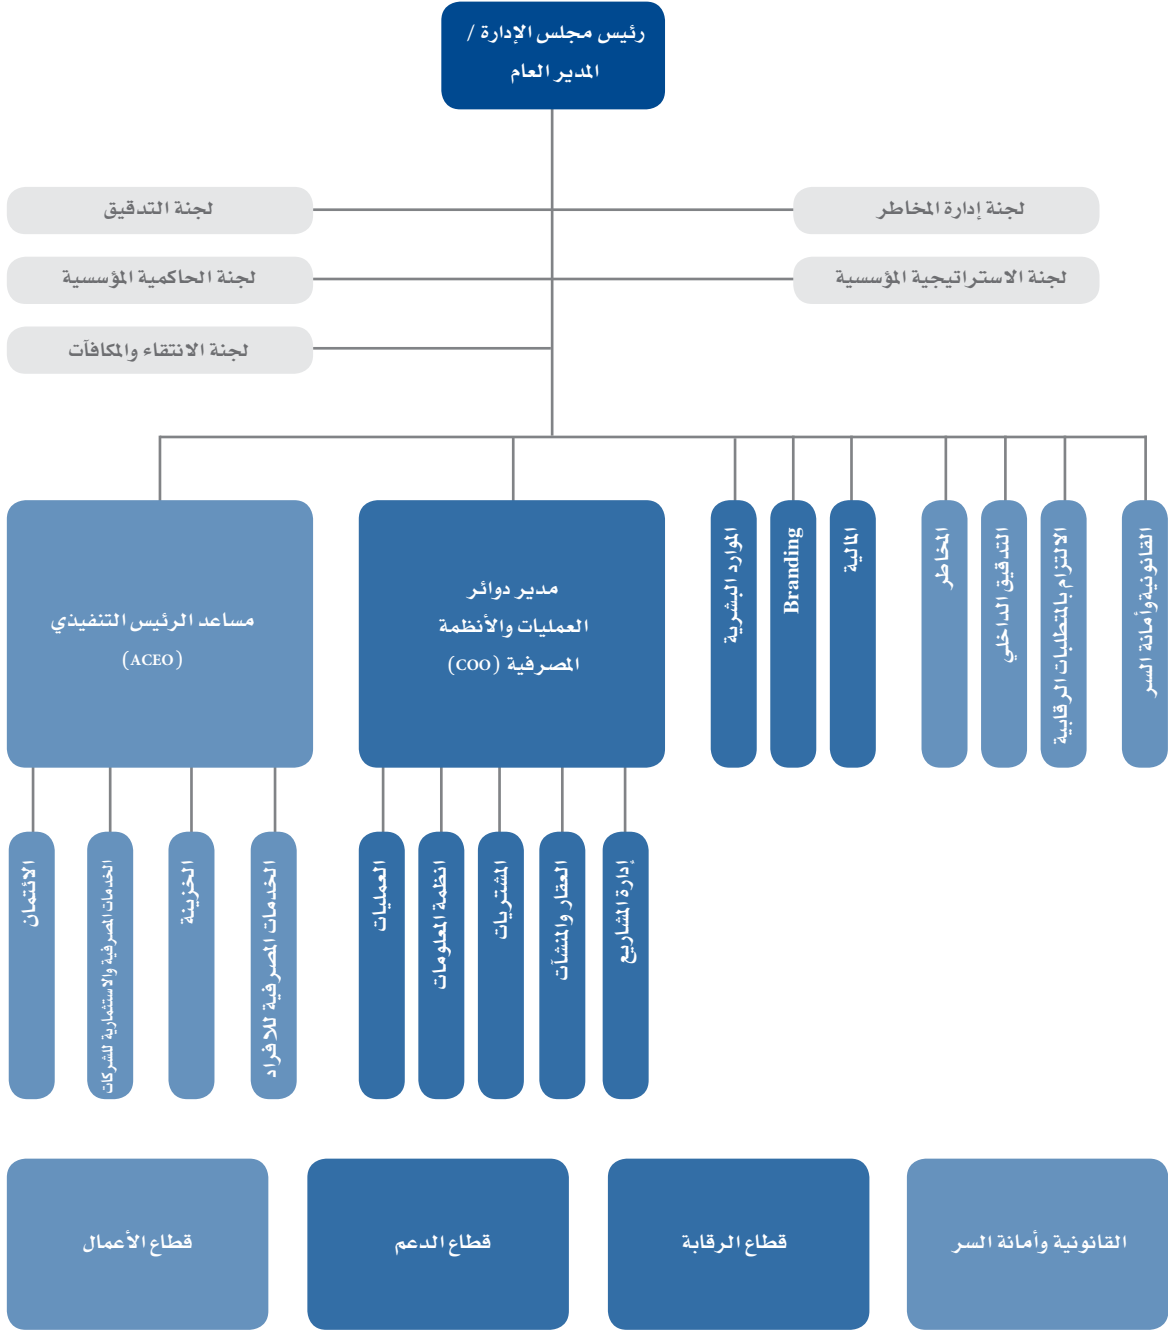 رئيس مجلس الإدارة /
المدير العام
لجنة إدارة المخاطر
لجنة التدقيق
لجنة الاستراتيجية المؤسسية
لجنة الحاكمية المؤسسية
لجنة الانتقاء والمكافآت
القانونية وأمانة السر
الالتزام بالمتطلبات الرقابية
التدقيق الداخلي
المخاطر
المالية
Branding
الموارد البشرية
مدير دوائر
العمليات والأنظمة
المصرفية (COO)
مساعد الرئيس التنفيذي
(ACEO)
إدارة المشاريع
العقار والمنشآت
المشتريات
انظمة المعلومات
العمليات
الخدمات المصرفية للافراد
الخزينة
الخدمات المصرفية والاستثمارية للشركات
الائتمان
القانونية وأمانة السر
قطاع الرقابة
قطاع الدعم
قطاع الأعمال